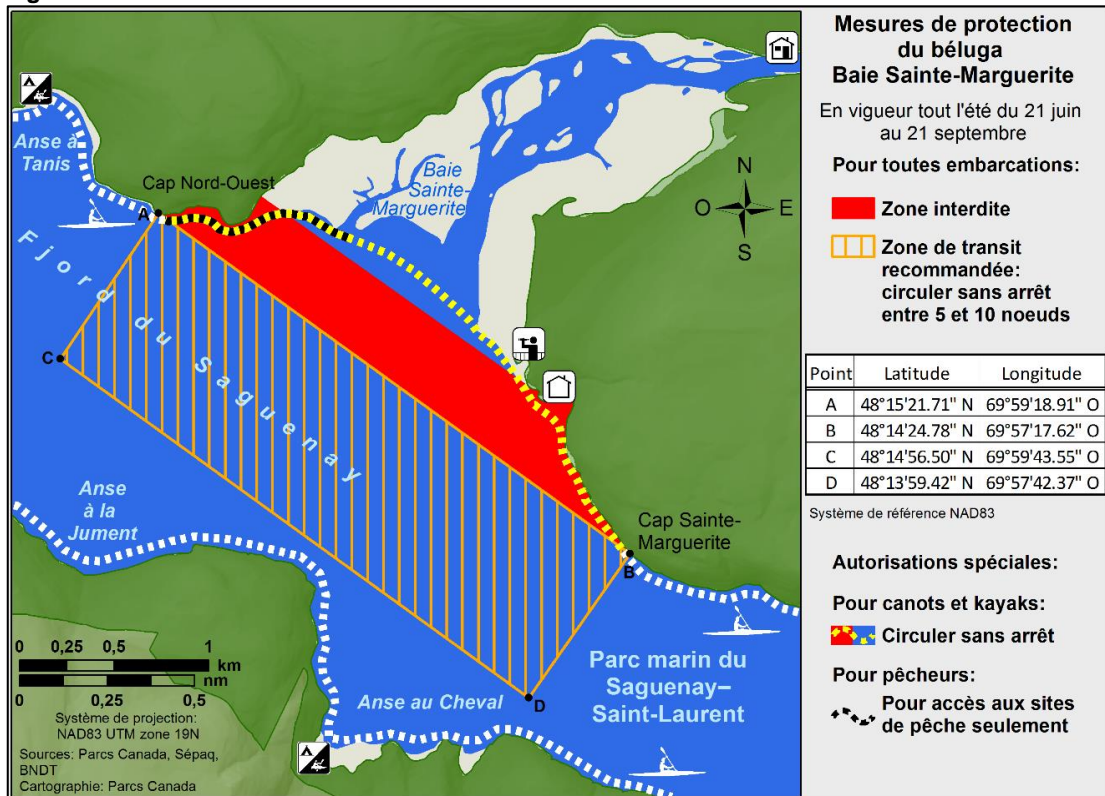 Anse à
Tanis
Cap Nord-Ouest
Baie
Sainte-
Marguerite
A
Fjord du Saguenay
C
Anse
à la
Jument
Cap Sainte-
Marguerite
B
Parc marin du
Saguenay–
Saint-Laurent
Anse au Cheval
D
N
O
E
S
0 0,25 0,5 1
km
nm
0 0,25 0,5
Système de projection:
NAD83 UTM zone 19N
Sources: Parcs Canada, Sépaq,
BNDT
Cartographie: Parcs Canada
Mesures de protection
du béluga
Baie Sainte-Marguerite
En vigueur tout l'été du 21 juin
au 21 septembre
Pour toutes embarcations:
Zone interdite
Zone de transit
recommandée:
circuler sans arrêt
entre 5 et 10 noeuds
Point Latitude Longitude
A 48°15'21.71" N 69°59'18.91" O
B 48°14'24.78" N 69°57'17.62" O
C 48°14'56.50" N 69°59'43.55" O
D 48°13'59.42" N 69°57'42.37" O
Système de référence NAD83
Autorisations spéciales:
Pour canots et kayaks:
Circuler sans arrêt
Pour pêcheurs:
Pour accès aux sites
de pêche seulement